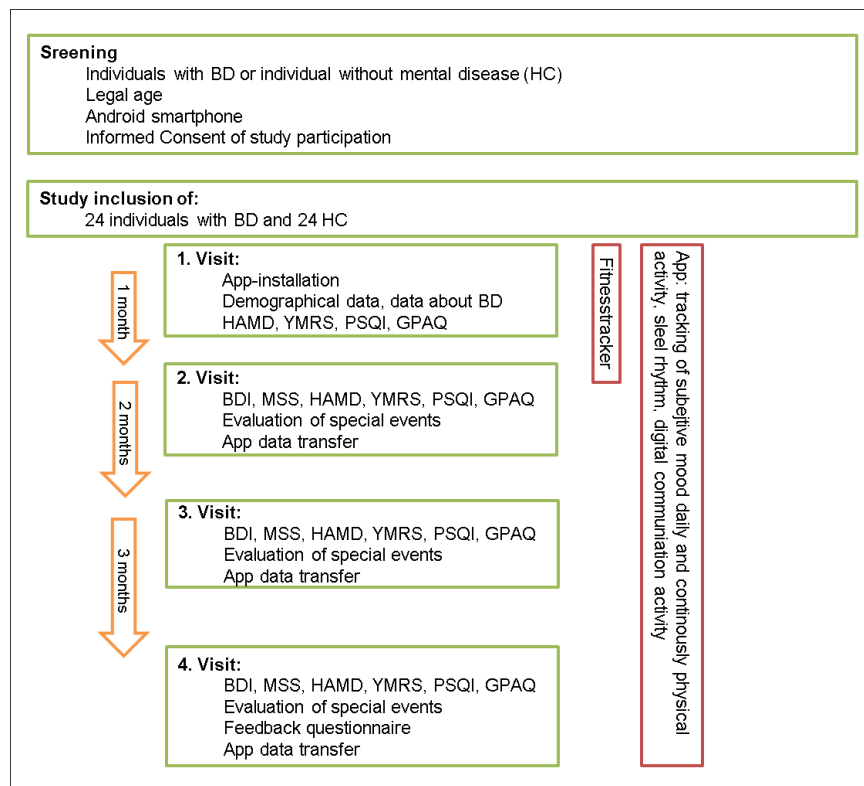 Sreening
Individuals with BD or individual without mental disease (HC)
Legal age
Android smartphone
Informed Consent of study participation
Study inclusion of:
24 individuals with BD and 24 HC
1 month
1. Visit:
App-installation
Demographical data, data about BD
HAMD, YMRS, PSQI, GPAQ
2 months
2. Visit:
BDI, MSS, HAMD, YMRS, PSQI, GPAQ
Evaluation of special events
App data transfer
3 months
3. Visit:
BDI, MSS, HAMD, YMRS, PSQI, GPAQ
Evaluation of special events
App data transfer
4. Visit:
BDI, MSS, HAMD, YMRS, PSQI, GPAQ
Evaluation of special events
Feedback questionnaire
App data transfer
Fitnesstracker
App: tracking of subejtive mood daily and continously physical
activity, sleel rhythm, digital communiation activity